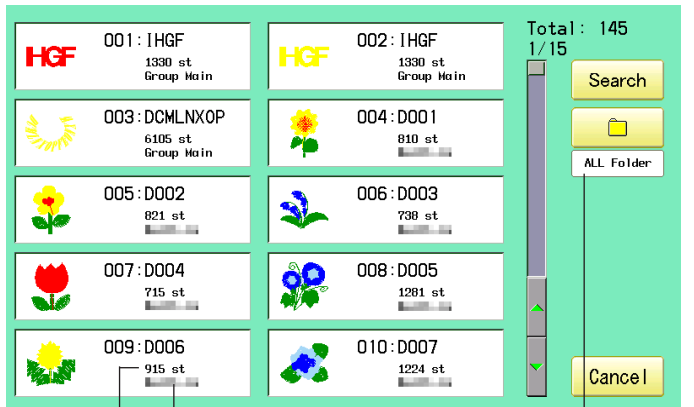 Total: 145
1/15
IHGF
001:IHGF
1330 st
Group Main
IHGF
002:IHGF
1330 st
Group Main
Search
003:DCMLNXOP
6105 st
Group Main
004:D001
810 st
ALL Folder
005:D002
821 st
006:D003
738 st
007:D004
715 st
008:D005
1281 st
009:D006
915 st
010:D007
1224 st
Cancel